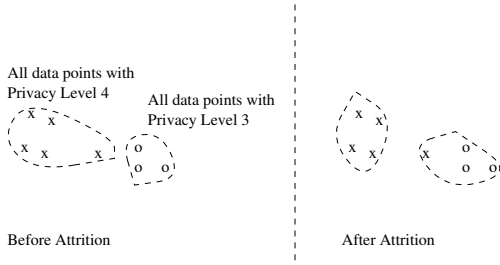 All data points with
Privacy Level 4
All data points with
Privacy Level 3
x x
x x x
o
o o
Before Attrition
x x
x x
x o
o o
After Attrition